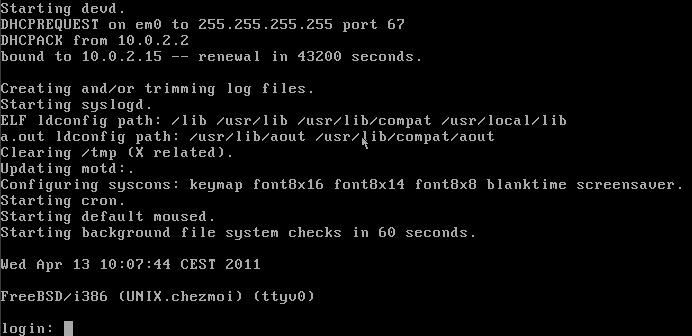 Starting devd.
DHCPREQUEST on em0 to 255.255.255.255 port 67
DHCPACK from 10.0.2.2
bound to 10.0.2.15 -- renewal in 43200 seconds.
Creating and/or trimming log files.
Starting syslogd.
ELF ldconfig path: /lib /usr/lib /usr/lib/compat /usr/local/lib
a.out ldconfig path: /usr/lib/aout /usr/lib/compat/aout
Clearing /tmp (X related).
Updating motd:.
Configuring syscons: keymap font8x16 font8x14 font8x8 blanktime screensaver.
Starting cron.
Starting default moused.
Starting background file system checks in 60 seconds.
Wed Apr 13 10:07:44 CEST 2011
FreeBSD/i386 (UNIX.chezmoi) (ttyv0)
login: